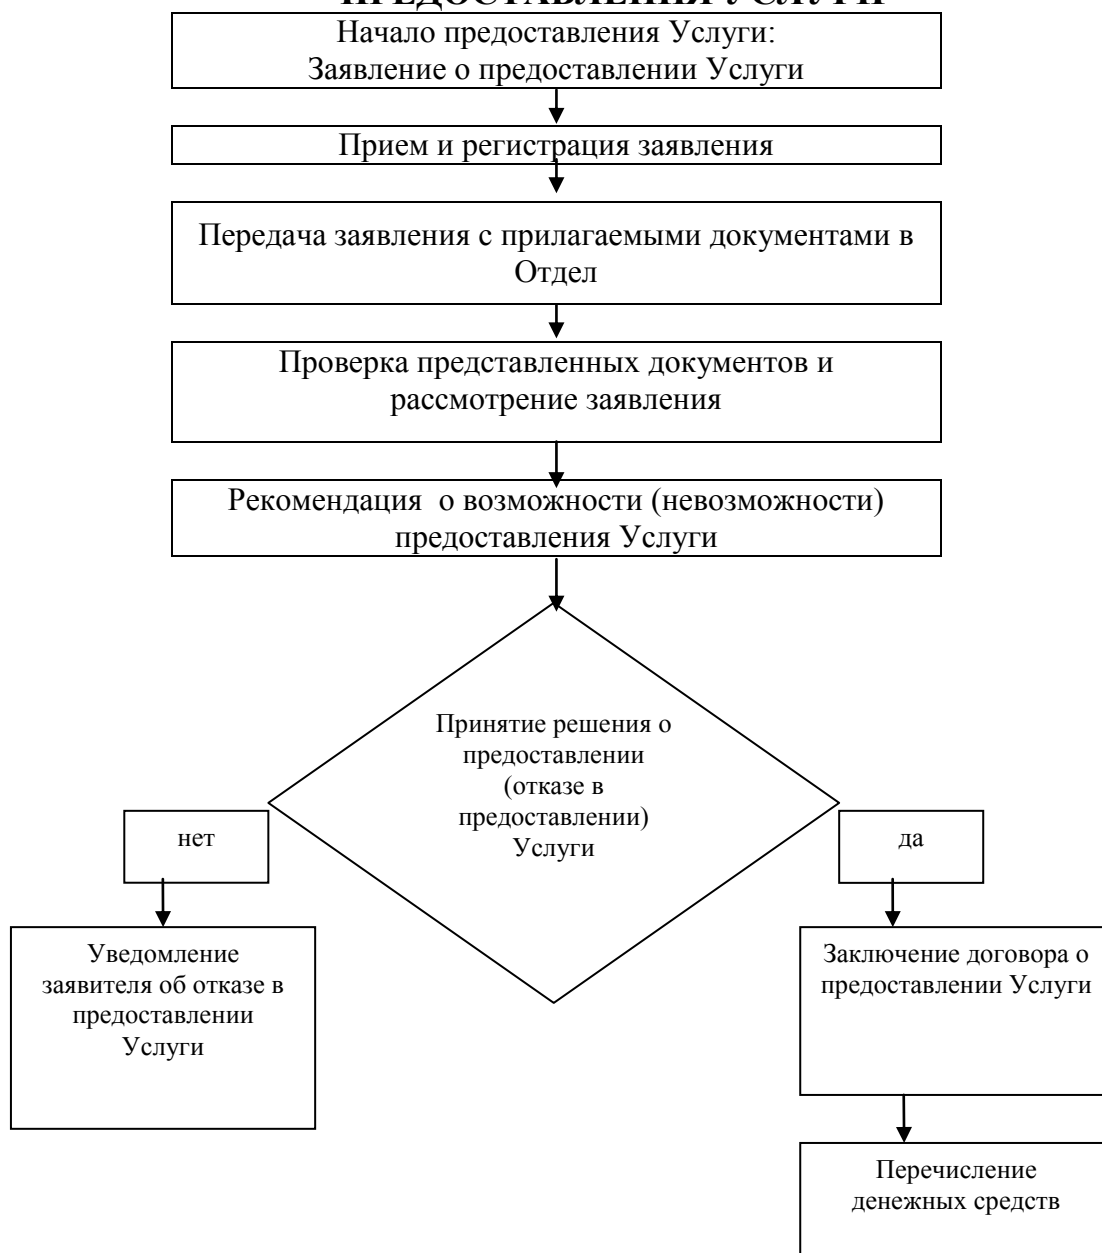 ПРЕДОСТАВЛЕНИЯ УСЛУГИ
Начало предоставления Услуги:
Заявление о предоставлении Услуги
Прием и регистрация заявления
Передача заявления с прилагаемыми документами в
Отдел
Проверка представленных документов и
рассмотрение заявления
Рекомендация о возможности (невозможности)
предоставления Услуги
Принятие решения о
предоставлении
(отказе в
предоставлении)
Услуги
нет
да
Уведомление
заявителя об отказе в
предоставлении
Услуги
Заключение договора о
предоставлении Услуги
Перечисление
денежных средств